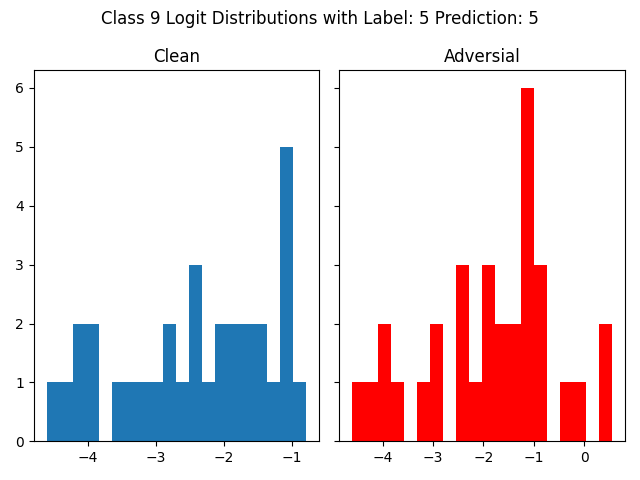 Class 9 Logit Distributions with Label: 5 Prediction: 5
Clean
Adversial
6
5
4
3
2
1
0
−4 −3 −2 −1
−4 −3 −2 −1 0